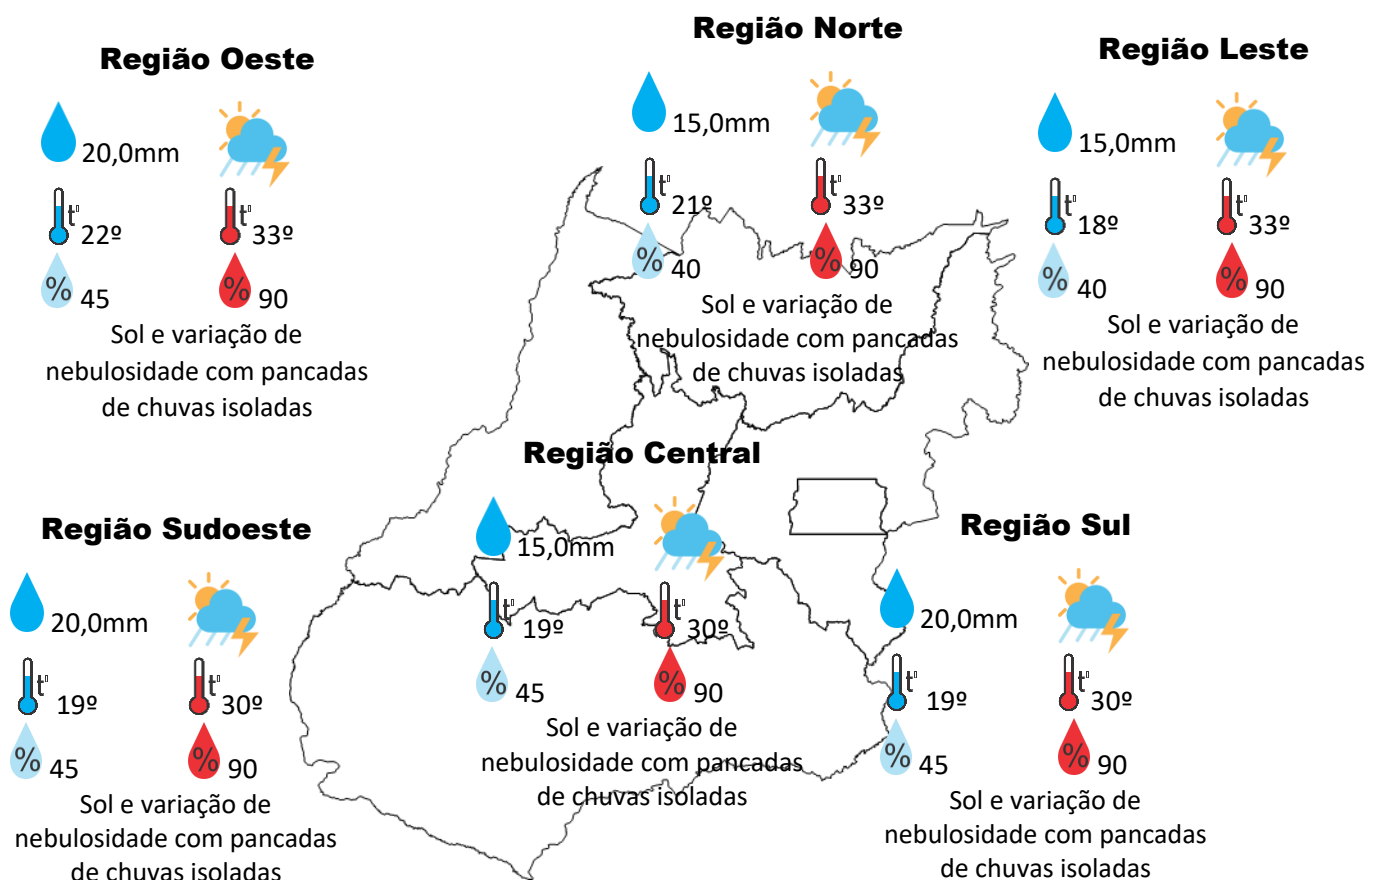 Região Oeste
20,0mm
t°
22º
t°
33º
%
45
%
90
Sol e variação de
nebulosidade com pancadas
de chuvas isoladas
Região Norte
15,0mm
t°
21º
t°
33º
%
40
%
90
Sol e variação de
nebulosidade com pancadas
de chuvas isoladas
Região Leste
15,0mm
t°
18º
t°
33º
%
40
%
90
Sol e variação de
nebulosidade com pancadas
de chuvas isoladas
Região Central
15,0mm
t°
19º
t°
30º
%
45
%
90
Sol e variação de
nebulosidade com pancadas
de chuvas isoladas
Região Sudoeste
20,0mm
t°
19º
t°
30º
%
45
%
90
Sol e variação de
nebulosidade com pancadas
de chuvas isoladas
Região Sul
20,0mm
t°
19º
t°
30º
%
45
%
90
Sol e variação de
nebulosidade com pancadas
de chuvas isoladas